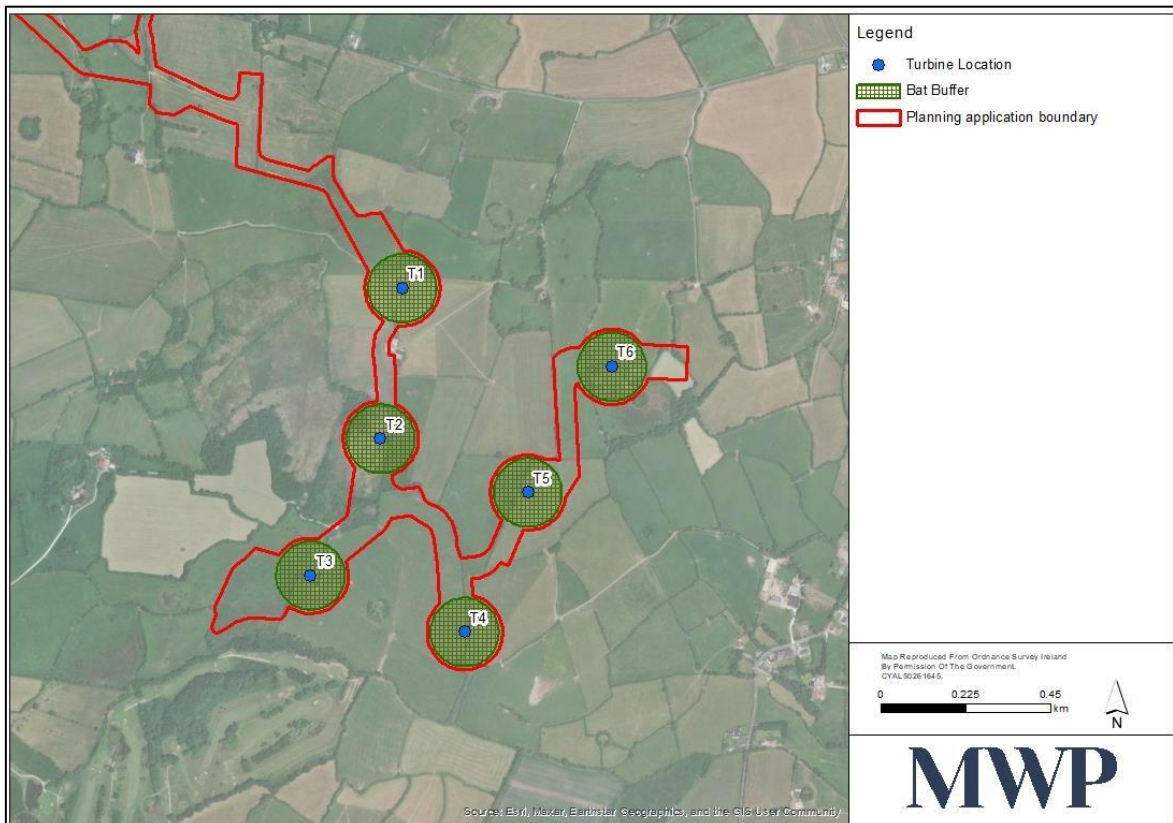 Legend
Turbine Location
Bat Buffer
Planning application boundary
T1
T6
T2
T5
T3
T4
Map Reproduced From Ordnance Survey Ireland
By Permission Of The Government.
CYAL50261645.
0 0.225 0.45
km
N
MWP
Source: Esri, Maxar, Earthstar Geographics, and the GIS User Community